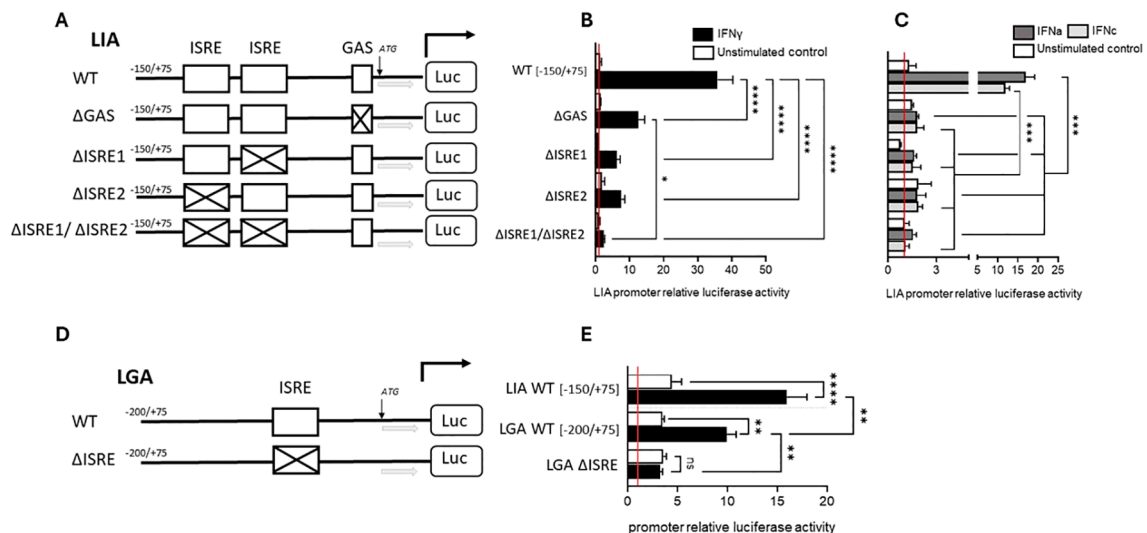 A
LIA
ISRE ISRE GAS ATG
WT -150/+75 Luc
ΔGAS -150/+75 Luc
ΔISRE1 -150/+75 Luc
ΔISRE2 -150/+75 Luc
ΔISRE1/ ΔISRE2 -150/+75 Luc
B
IFNγ
Unstimulated control
WT [-150/+75]
ΔGAS
ΔISRE1
ΔISRE2
ΔISRE1/ΔISRE2
****
****
****
****
*
0 10 20 30 40 50
LIA promoter relative luciferase activity
C
IFNa IFNc
Unstimulated control
***
***
3 5 10 15 20 25
LIA promoter relative luciferase activity
D
LGA
ISRE ATG
WT -200/+75 Luc
ΔISRE -200/+75 Luc
E
LIA WT [-150/+75]
LGA WT [-200/+75]
LGA ΔISRE
****
**
**
**
ns
0 5 10 15 20
promoter relative luciferase activity